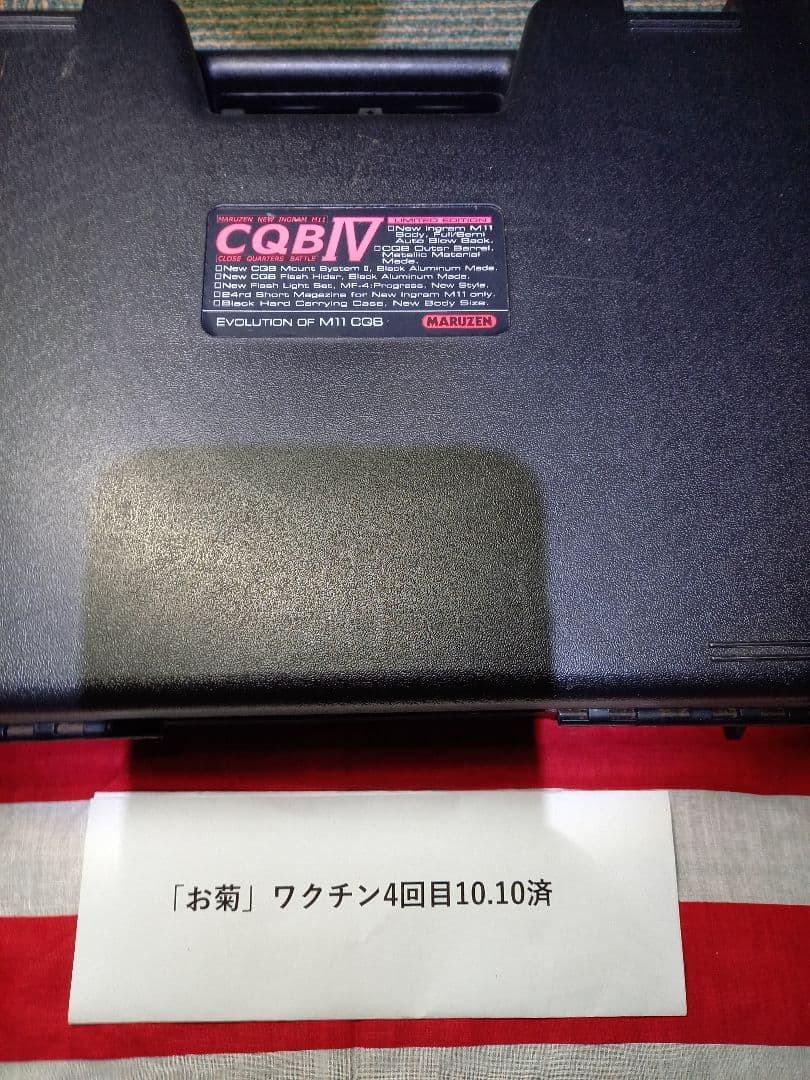 MARUZEN NEW INGRAM M11
CQB IV
CLOSE QUARTERS BATTLE
LIMITED EDITION
□New Ingram M11
Body, Full/Semi
Auto Blow Back.
□CQB Outer Barrel,
Metallic Material
Made.
□New CQB Mount System II, Black Aluminum Made.
□New CQB Flash Hider, Black Aluminum Made.
□New Flash Light Set, MF-4:Progress, New Style.
□24rd Short Magazine for New Ingram M11 only.
□Black Hard Carrying Case, New Body Size.
EVOLUTION OF M11 CQB
MARUZEN
「お菊」ワクチン4回目10.10済